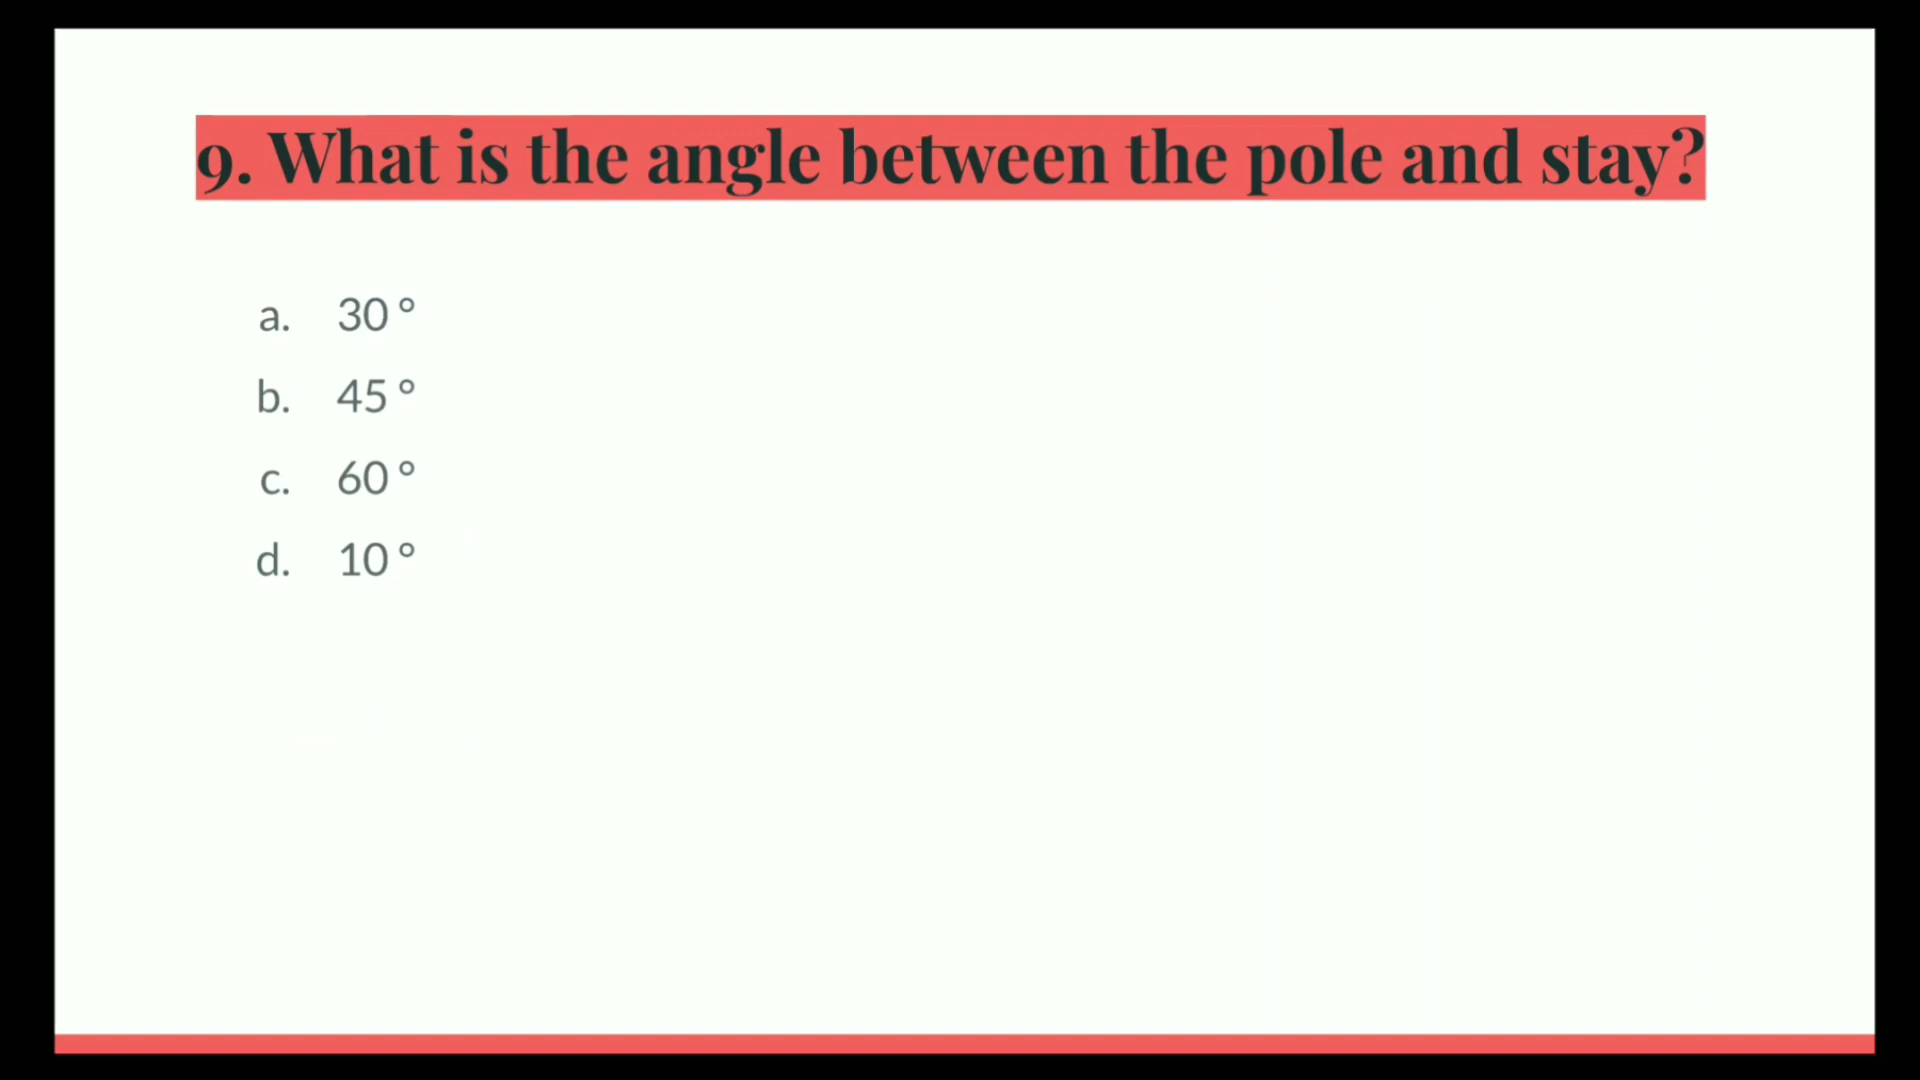 9. What is the angle between the pole and stay?
a. 30 °
b. 45 °
c. 60 °
d. 10 °